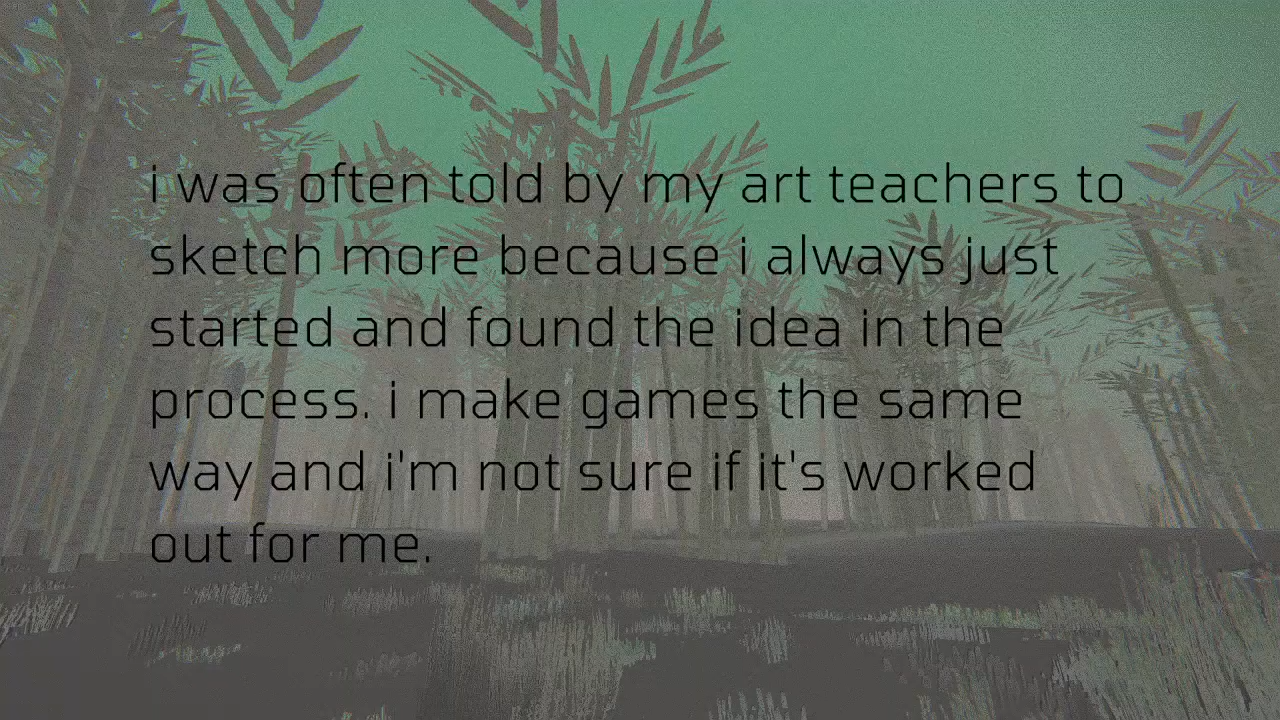 i was often told by my art teachers to
sketch more because i always just
started and found the idea in the
process. i make games the same
way and i'm not sure if it's worked
out for me.